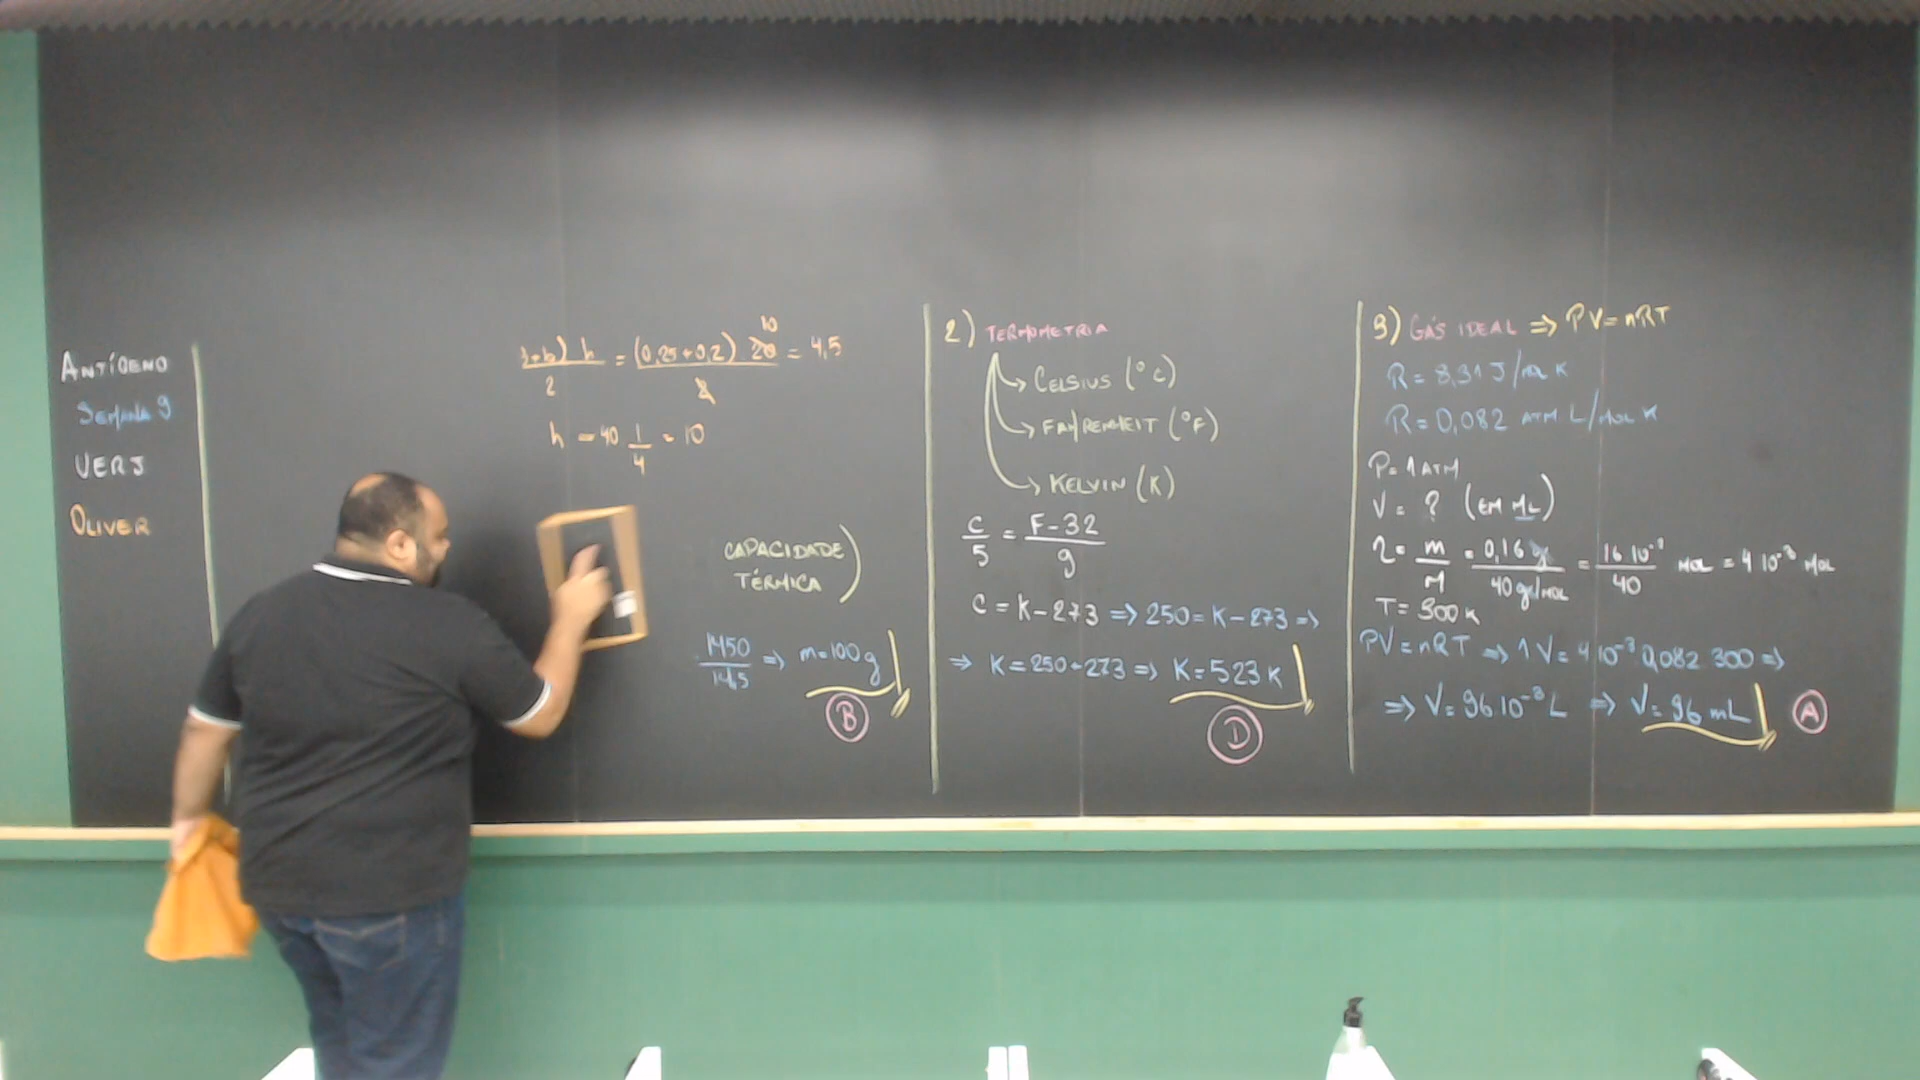 ANTÍGENO
SEMANA 9
UERJ
OLIVER
+b) h / 2 = (0,25+0,2) 20 / 2 = 4,5
10
h = 40 1/4 = 10
CAPACIDADE
TÉRMICA )
1450 / 14,5 => m=100g
B
2) TERMOMETRIA
CELSIUS (°C)
FAHRENHEIT (°F)
KELVIN (K)
C/5 = F-32/9
C = K-273 => 250 = K-273 =>
=> K=250+273 => K=523 K
D
3) GÁS IDEAL => PV=nRT
R = 8,31 J/mol K
R = 0,082 ATM L/MOL K
P= 1 ATM
V= ? (EM ML)
n = m/M = 0,16 g / 40 g/MOL = 16 10⁻² / 40 MOL = 4 10⁻³ MOL
T= 300 K
PV=nRT => 1 V= 4 10⁻³ 0,082 300 =>
=> V=96 10⁻³ L => V= 96 mL
A